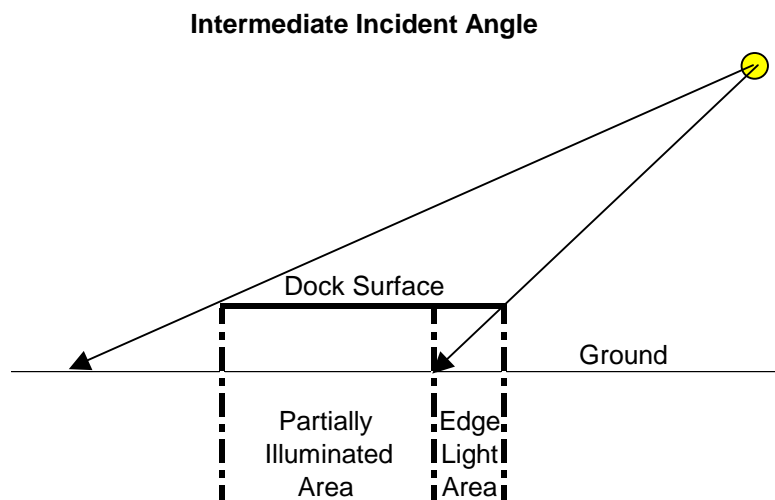 Intermediate Incident Angle
Dock Surface
Ground
Partially
Illuminated
Area
Edge
Light
Area